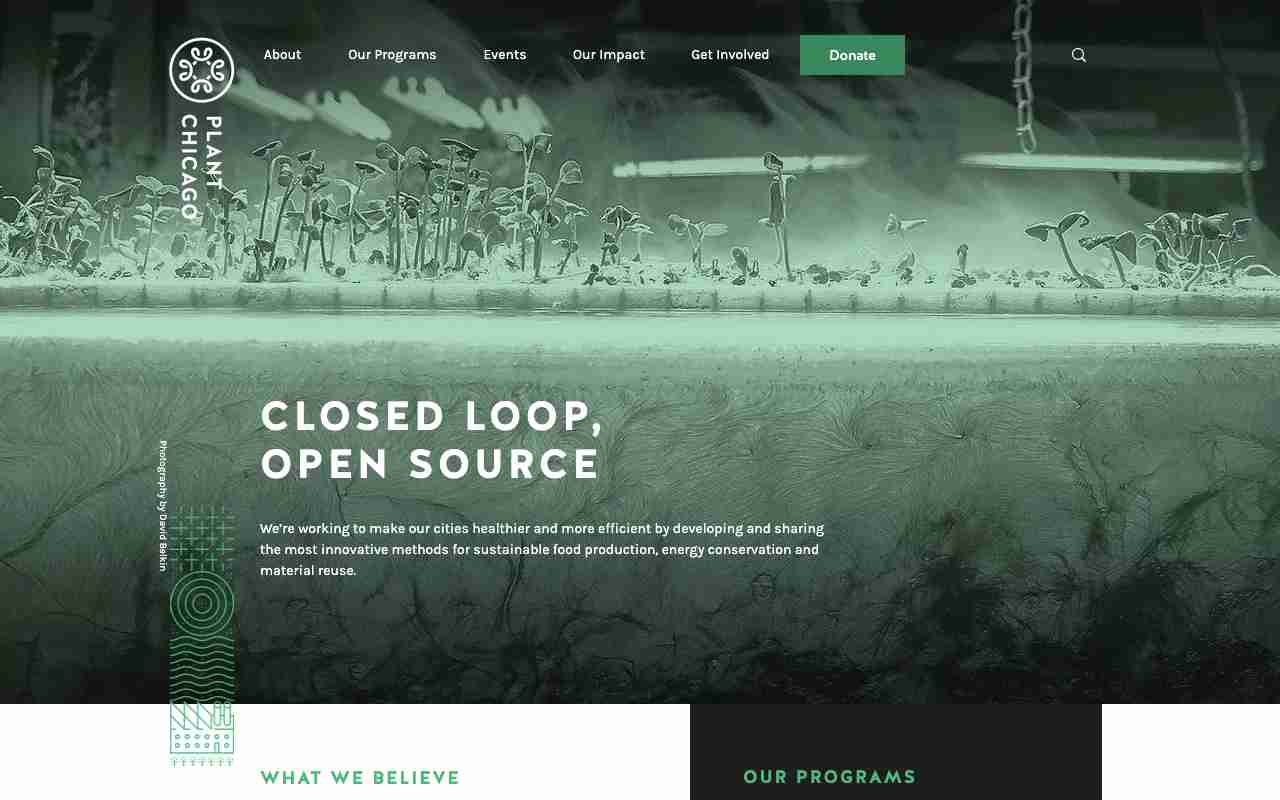 PLANT
CHICAGO
About
Our Programs
Events
Our Impact
Get Involved
Donate
CLOSED LOOP,
OPEN SOURCE
Photography by David Belkin
We're working to make our cities healthier and more efficient by developing and sharing
the most innovative methods for sustainable food production, energy conservation and
material reuse.
WHAT WE BELIEVE
OUR PROGRAMS